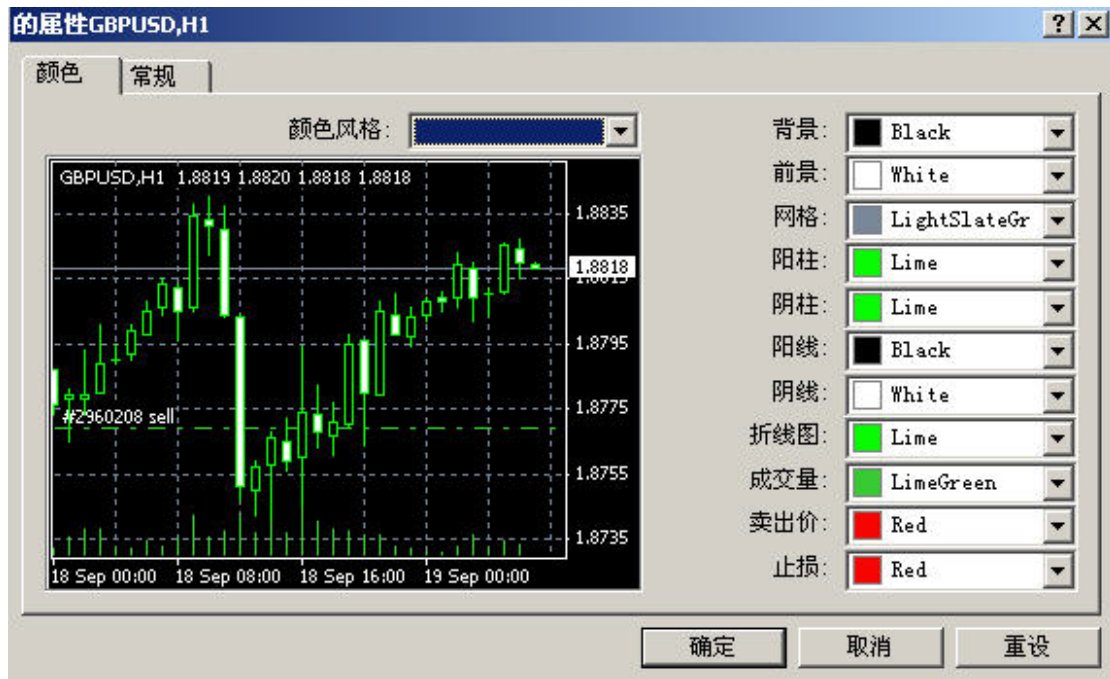 的属性GBPUSD,H1
颜色 常规
颜色风格:
GBPUSD,H1 1.8819 1.8820 1.8818 1.8818
1.8835
1.8818
1.8795
#2960208 sell
1.8775
1.8755
1.8735
18 Sep 00:00 18 Sep 08:00 18 Sep 16:00 19 Sep 00:00
背景: Black
前景: White
网格: LightSlateGr
阳柱: Lime
阴柱: Lime
阳线: Black
阴线: White
折线图: Lime
成交量: LimeGreen
卖出价: Red
止损: Red
确定 取消 重设